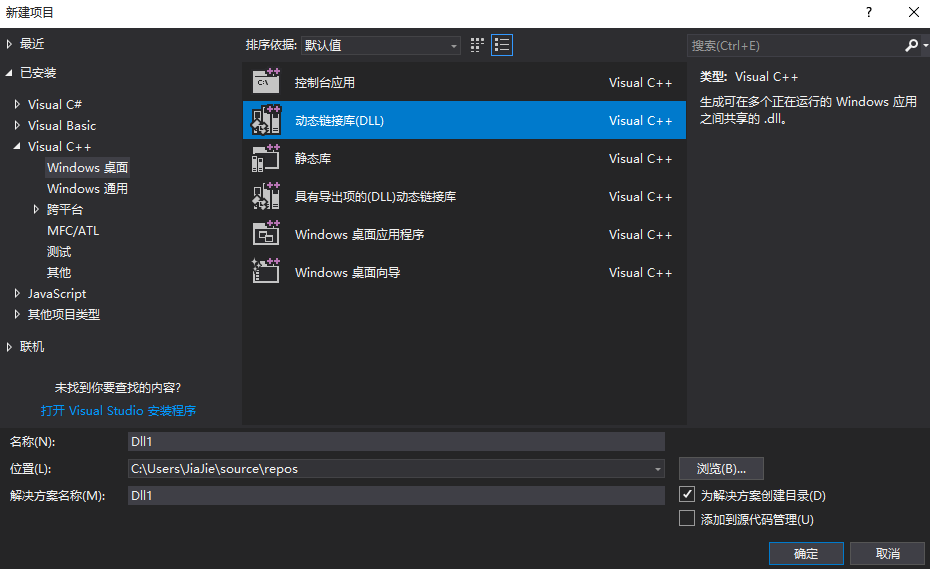 新建项目
?
最近
已安装
Visual C#
Visual Basic
Visual C++
Windows 桌面
Windows 通用
跨平台
MFC/ATL
测试
其他
JavaScript
其他项目类型
联机
未找到你要查找的内容?
打开 Visual Studio 安装程序
排序依据: 默认值
控制台应用 Visual C++
动态链接库(DLL) Visual C++
静态库 Visual C++
具有导出项的(DLL)动态链接库 Visual C++
Windows 桌面应用程序 Visual C++
Windows 桌面向导 Visual C++
搜索(Ctrl+E)
类型: Visual C++
生成可在多个正在运行的 Windows 应用
之间共享的 .dll。
名称(N): Dll1
位置(L): C:\Users\JiaJie\source\repos
浏览(B)...
解决方案名称(M): Dll1
为解决方案创建目录(D)
添加到源代码管理(U)
确定
取消